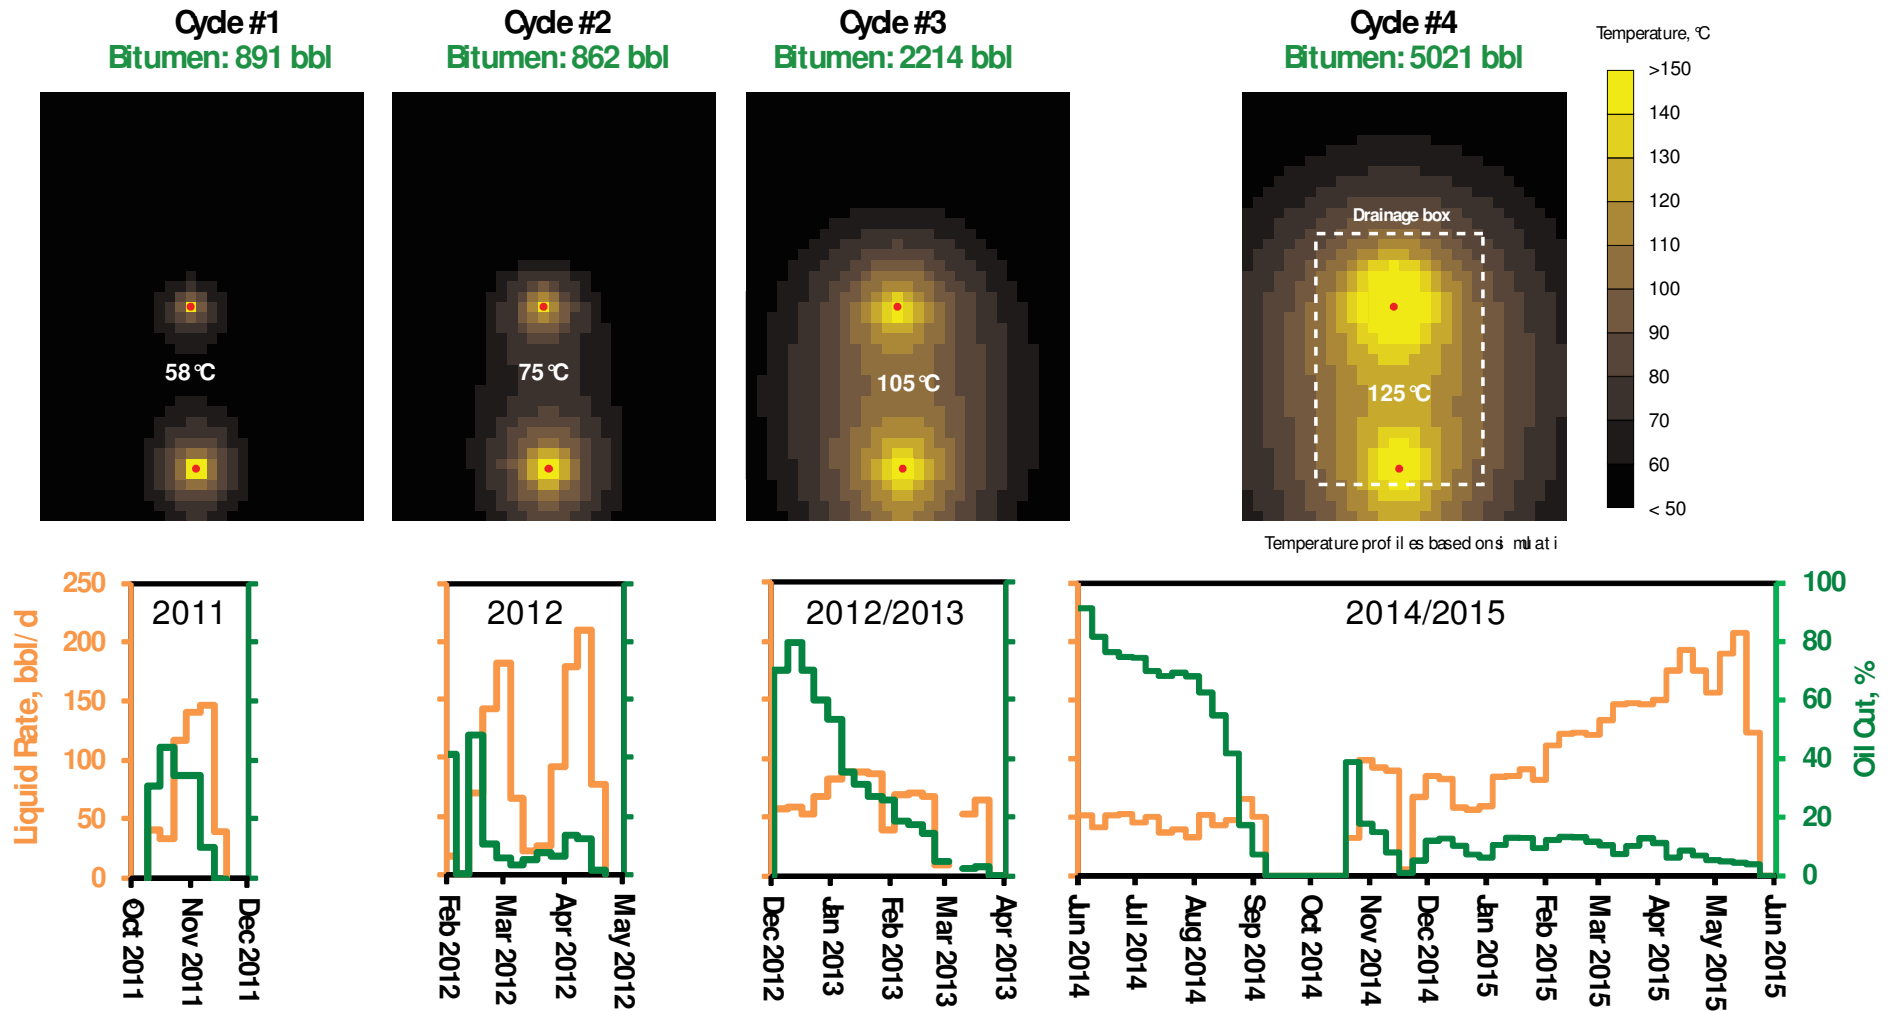 Cycle #1
Bitumen: 891 bbl
Cycle #2
Bitumen: 862 bbl
Cycle #3
Bitumen: 2214 bbl
Cycle #4
Bitumen: 5021 bbl
Temperature, °C
>150
140
130
120
110
100
90
80
70
60
< 50
58 °C
75 °C
105 °C
Drainage box
125 °C
Temperature profiles based on simulati
Liquid Rate, bbl/d
250
200
150
100
50
0
2011
2012
2012/2013
2014/2015
100
80
60
40
20
0
Oil Cut, %
Oct 2011
Nov 2011
Dec 2011
Feb 2012
Mar 2012
Apr 2012
May 2012
Dec 2012
Jan 2013
Feb 2013
Mar 2013
Apr 2013
Jun 2014
Jul 2014
Aug 2014
Sep 2014
Oct 2014
Nov 2014
Dec 2014
Jan 2015
Feb 2015
Mar 2015
Apr 2015
May 2015
Jun 2015